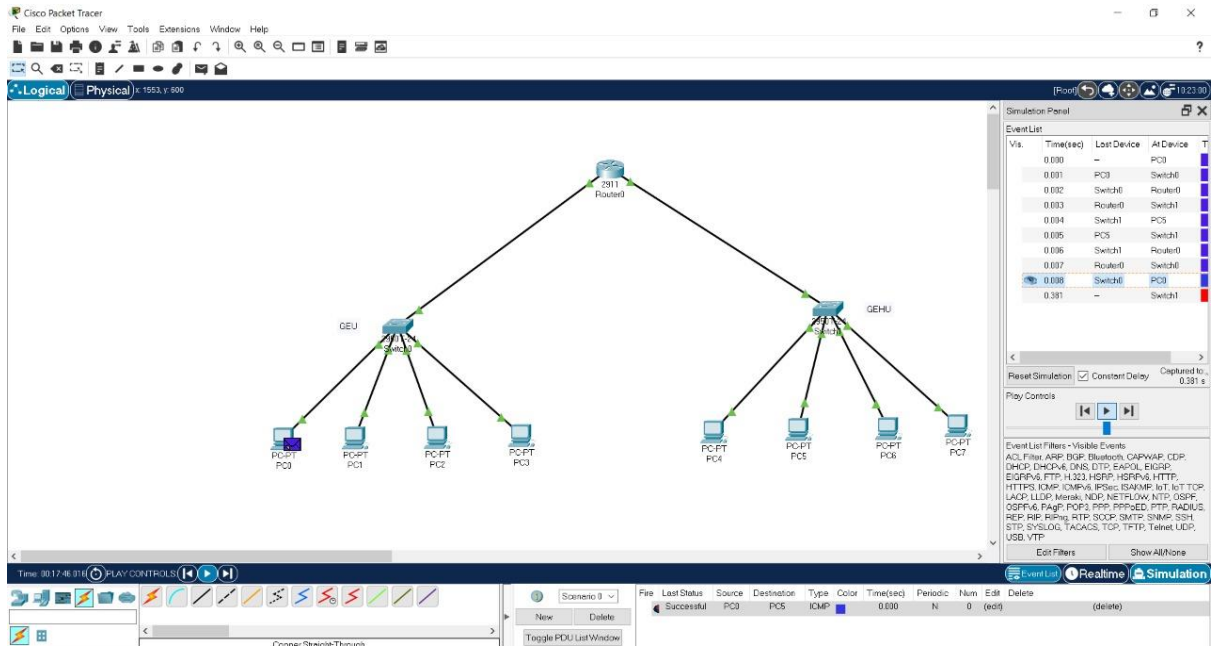 Cisco Packet Tracer
File Edit Options View Tools Extensions Window Help
?
Logical Physical x: 1553, y: 600
[Root] 10:23:00
Simulation Panel
Event List
Vis. Time(sec) Last Device At Device T
0.000 -- PC0
0.001 PC0 Switch0
0.002 Switch0 Router0
0.003 Router0 Switch1
0.004 Switch1 PC5
0.005 PC5 Switch1
0.006 Switch1 Router0
0.007 Router0 Switch0
0.008 Switch0 PC0
0.381 -- Switch1
Reset Simulation Constant Delay Captured to:
0.381 s
Play Controls
Event List Filters - Visible Events
ACL Filter, ARP, BGP, Bluetooth, CAPWAP, CDP,
DHCP, DHCPv6, DNS, DTP, EAPOL, EIGRP,
EIGRPv6, FTP, H.323, HSRP, HSRPv6, HTTP,
HTTPS, ICMP, ICMPv6, IPSec, ISAKMP, IoT, IoT TCP,
LACP, LLDP, Meraki, NDP, NETFLOW, NTP, OSPF,
OSPFv6, PAgP, POP3, PPP, PPPoED, PTP, RADIUS,
REP, RIP, RIPng, RTP, SCCP, SMTP, SNMP, SSH,
STP, SYSLOG, TACACS, TCP, TFTP, Telnet, UDP,
USB, VTP
Edit Filters Show All/None
2911
Router0
GEU
Switch0
GEHU
PC-PT
PC0
PC-PT
PC1
PC-PT
PC2
PC-PT
PC3
PC-PT
PC4
PC-PT
PC5
PC-PT
PC6
PC-PT
PC7
Time: 00:17:46.016 PLAY CONTROLS:
Event List Realtime Simulation
Scenario 0
New Delete
Toggle PDU List Window
Fire Last Status Source Destination Type Color Time(sec) Periodic Num Edit Delete
Successful PC0 PC5 ICMP 0.000 N 0 (edit) (delete)
Copper Straight-Through